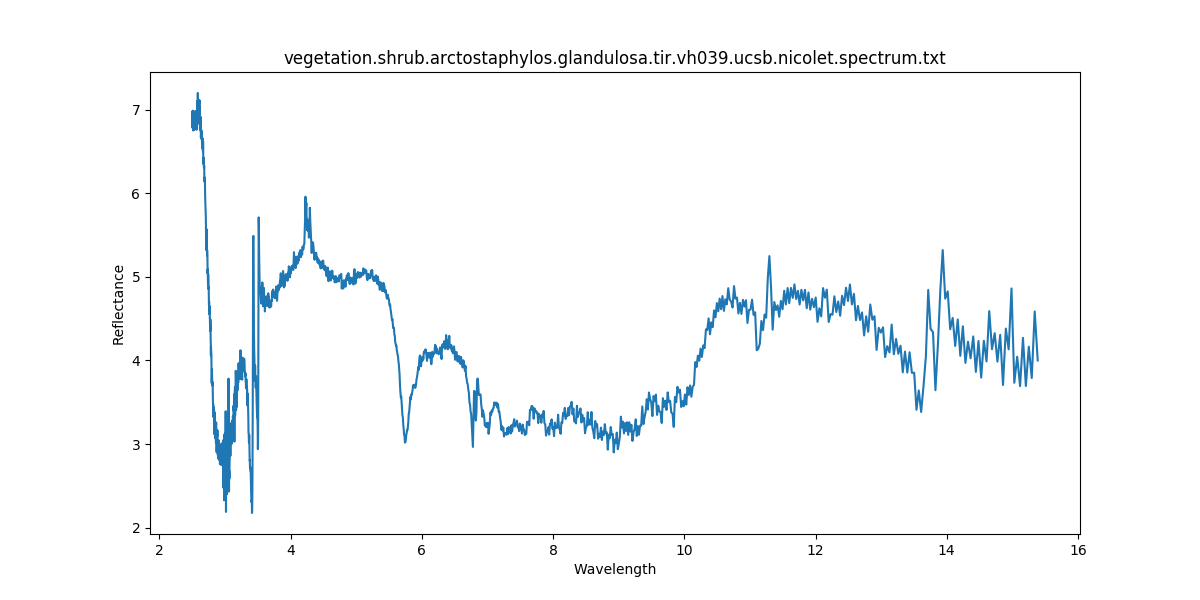 vegetation.shrub.arctostaphylos.glandulosa.tir.vh039.ucsb.nicolet.spectrum.txt
7
6
5
4
3
2
Reflectance
2 4 6 8 10 12 14 16
Wavelength